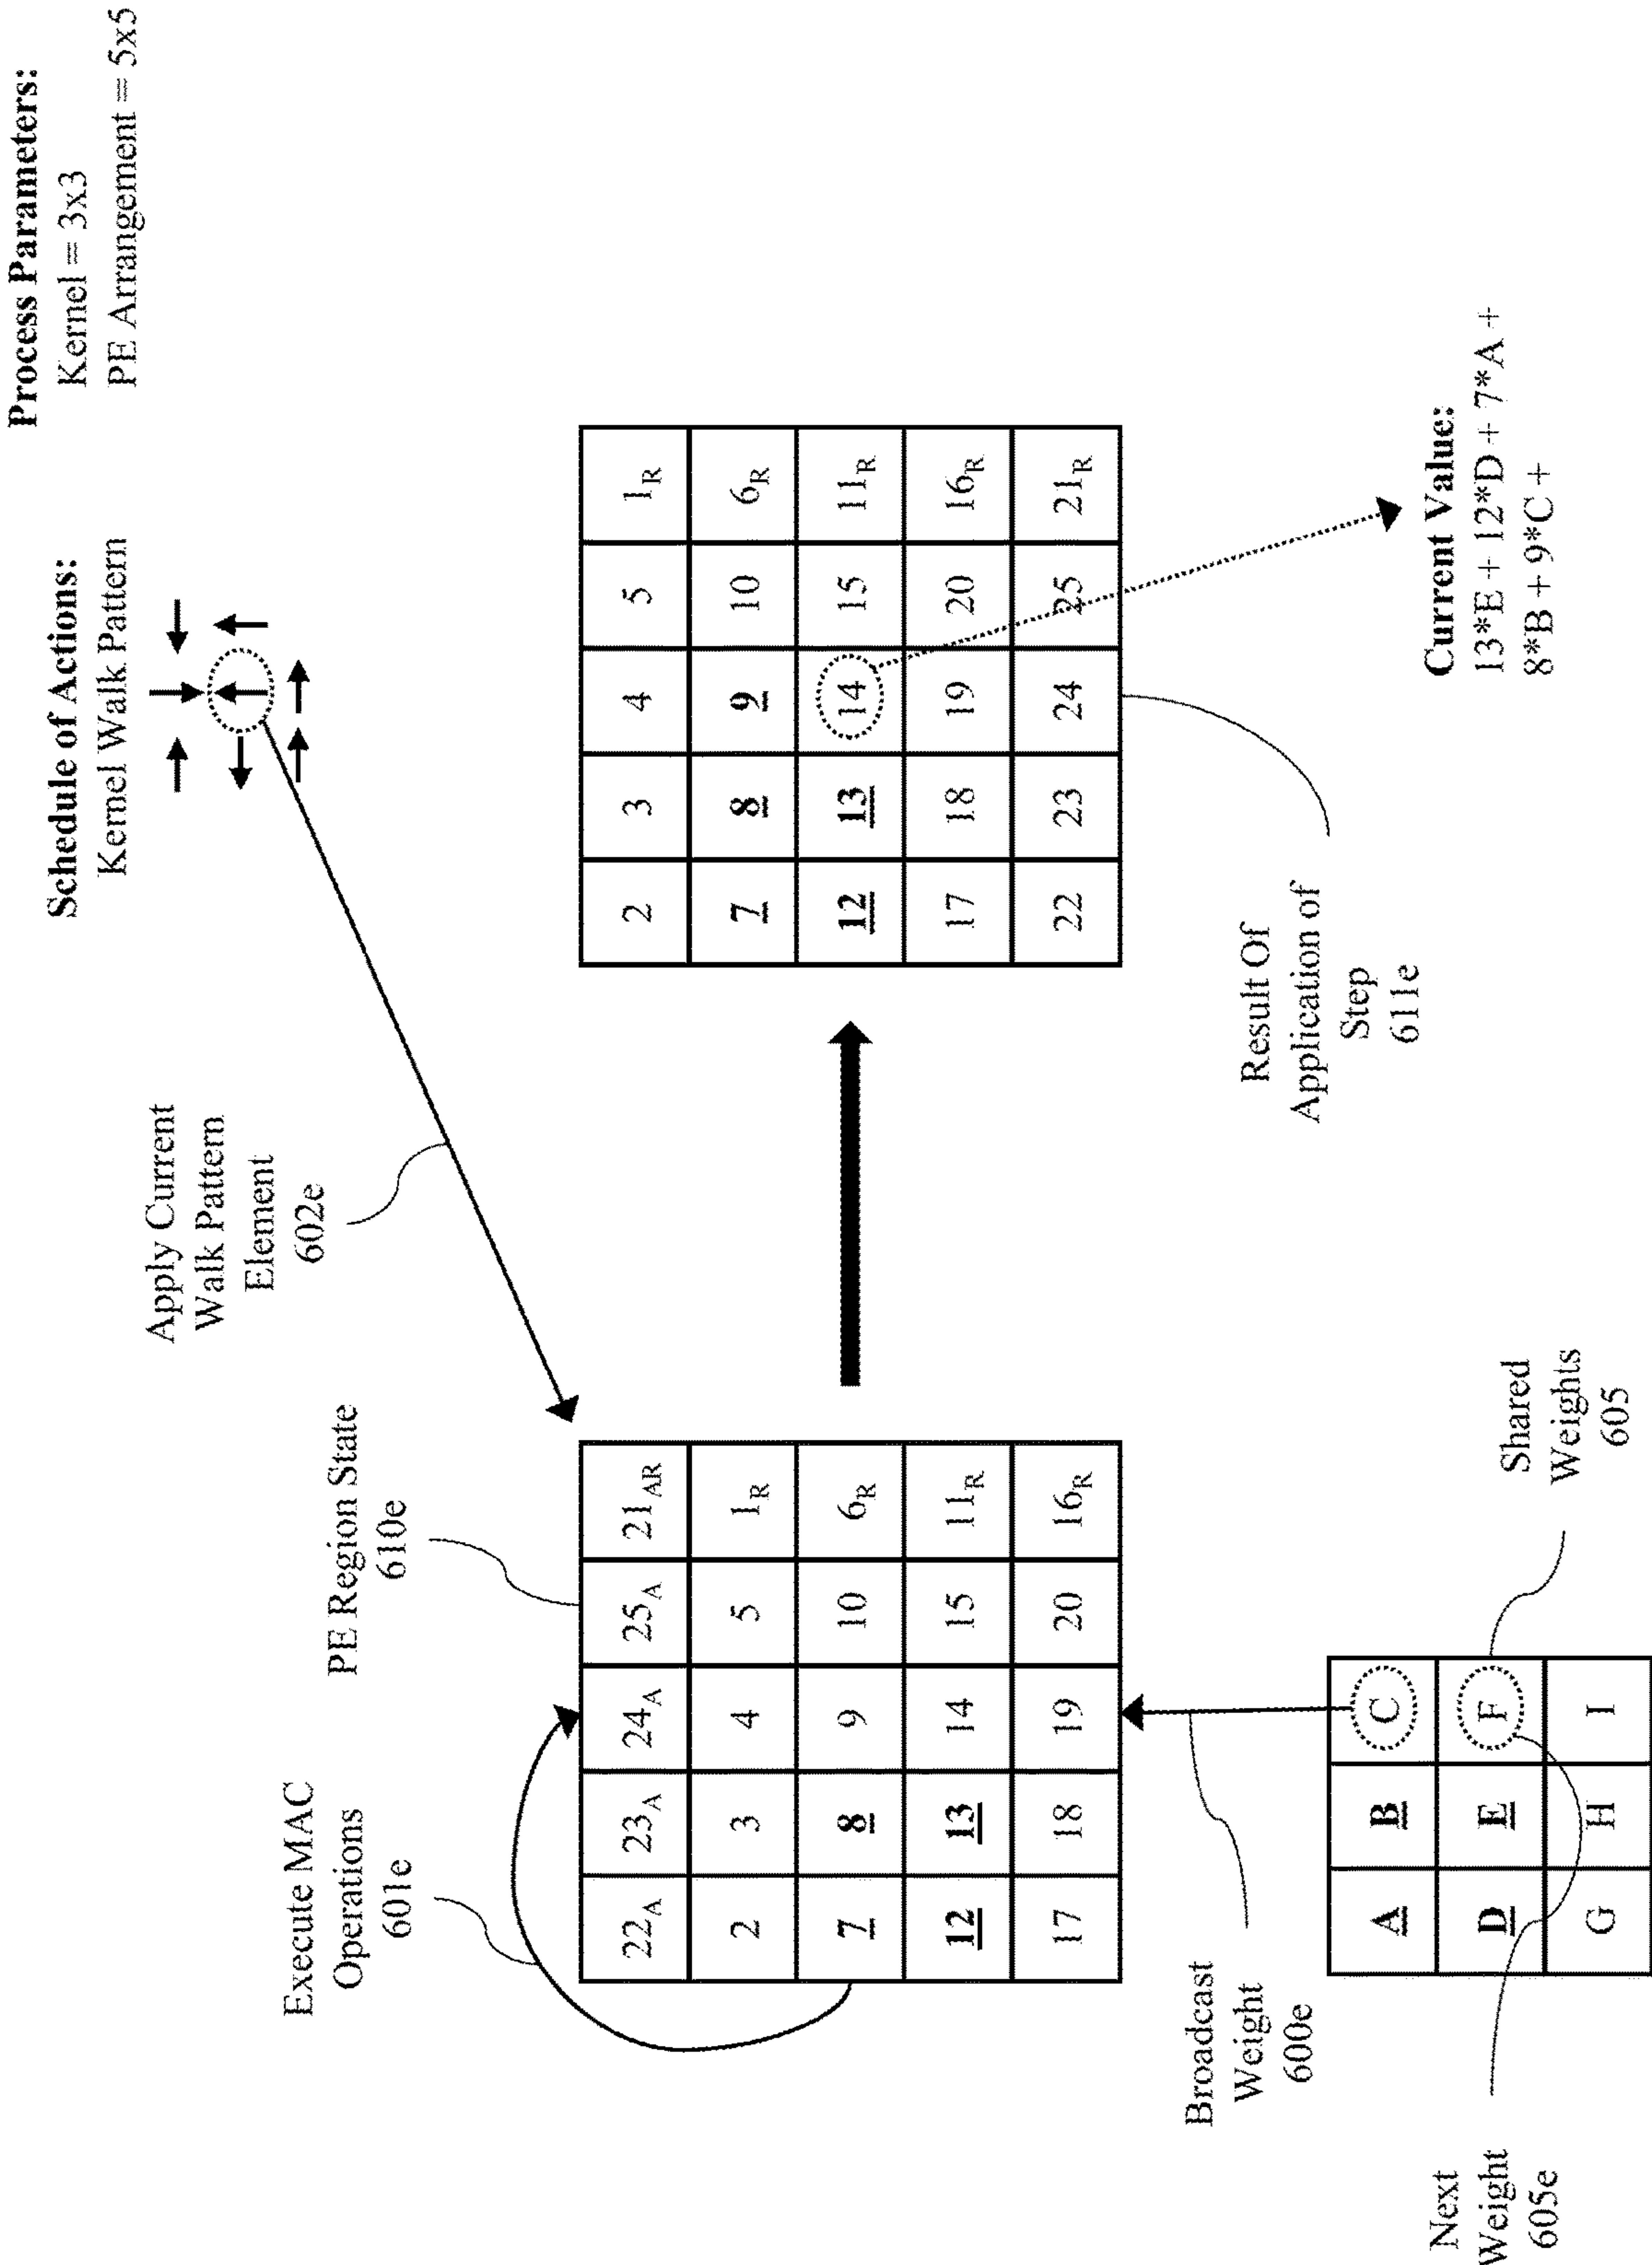 Process Parameters:
Kernel = 3x3
PE Arrangement = 5x5
Schedule of Actions:
Kernel Walk Pattern
Apply Current
Walk Pattern
Element
602e
PE Region State
610e
Execute MAC
Operations
601e
22A 23A 24A 25A 21AR
2 3 4 5 1R
7 8 9 10 6R
12 13 14 15 11R
17 18 19 20 16R
2 3 4 5 1R
7 8 9 10 6R
12 13 14 15 11R
17 18 19 20 16R
22 23 24 25 21R
Broadcast
Weight
600e
Result Of
Application of
Step
611e
Current Value:
13*E + 12*D + 7*A +
8*B + 9*C +
A B C
D E F
G H I
Shared
Weights
605
Next
Weight
605e